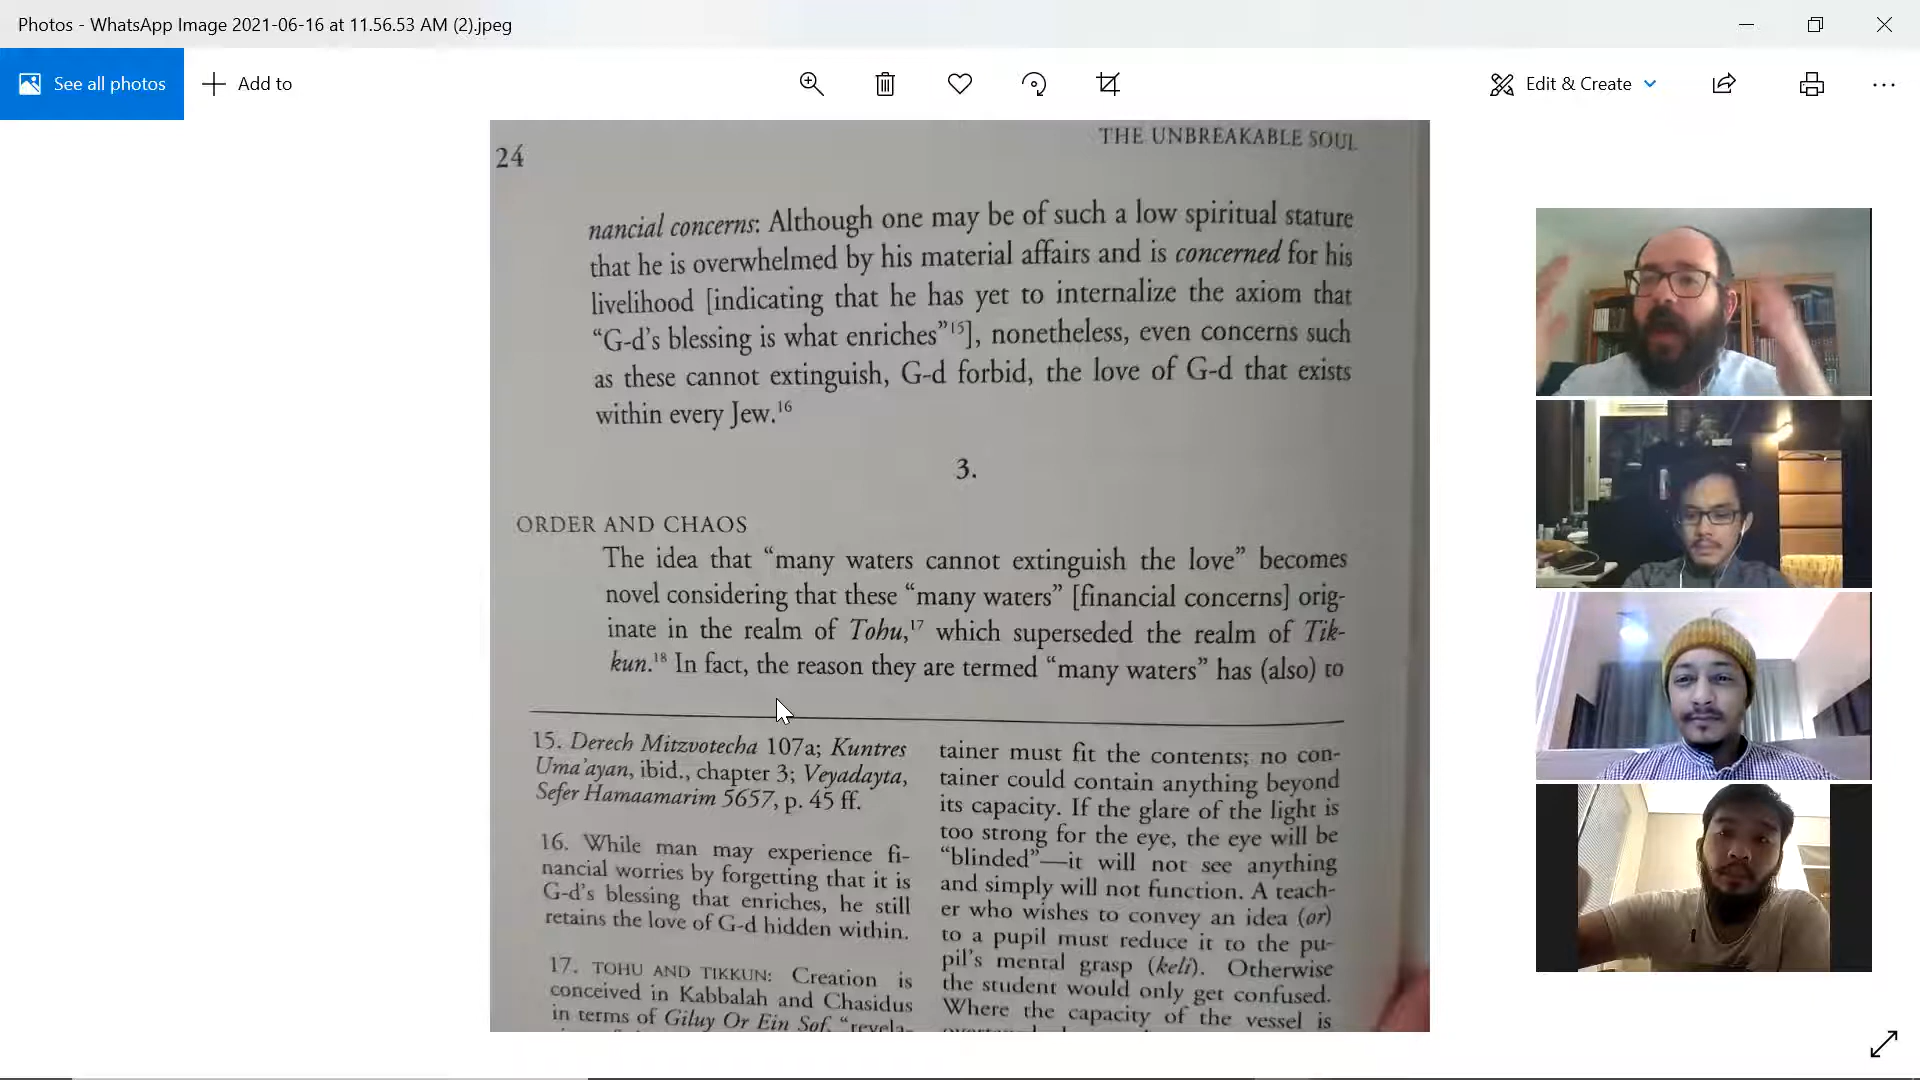 Photos - WhatsApp Image 2021-06-16 at 11.56.53 AM (2).jpeg
See all photos
Add to
Edit & Create
24
THE UNBREAKABLE SOUL
nancial concerns: Although one may be of such a low spiritual stature
that he is overwhelmed by his material affairs and is concerned for his
livelihood [indicating that he has yet to internalize the axiom that
“G-d’s blessing is what enriches”15], nonetheless, even concerns such
as these cannot extinguish, G-d forbid, the love of G-d that exists
within every Jew.16
3.
ORDER AND CHAOS
The idea that “many waters cannot extinguish the love” becomes
novel considering that these “many waters” [financial concerns] orig-
inate in the realm of Tohu,17 which superseded the realm of Tik-
kun.18 In fact, the reason they are termed “many waters” has (also) to
15. Derech Mitzvotecha 107a; Kuntres
Uma’ayan, ibid., chapter 3; Veyadayta,
Sefer Hamaamarim 5657, p. 45 ff.
16. While man may experience fi-
nancial worries by forgetting that it is
G-d’s blessing that enriches, he still
retains the love of G-d hidden within.
17. TOHU AND TIKKUN: Creation is
conceived in Kabbalah and Chasidus
in terms of Giluy Or Ein Sof, “revela-
tainer must fit the contents; no con-
tainer could contain anything beyond
its capacity. If the glare of the light is
too strong for the eye, the eye will be
“blinded”—it will not see anything
and simply will not function. A teach-
er who wishes to convey an idea (or)
to a pupil must reduce it to the pu-
pil’s mental grasp (keli). Otherwise
the student would only get confused.
Where the capacity of the vessel is